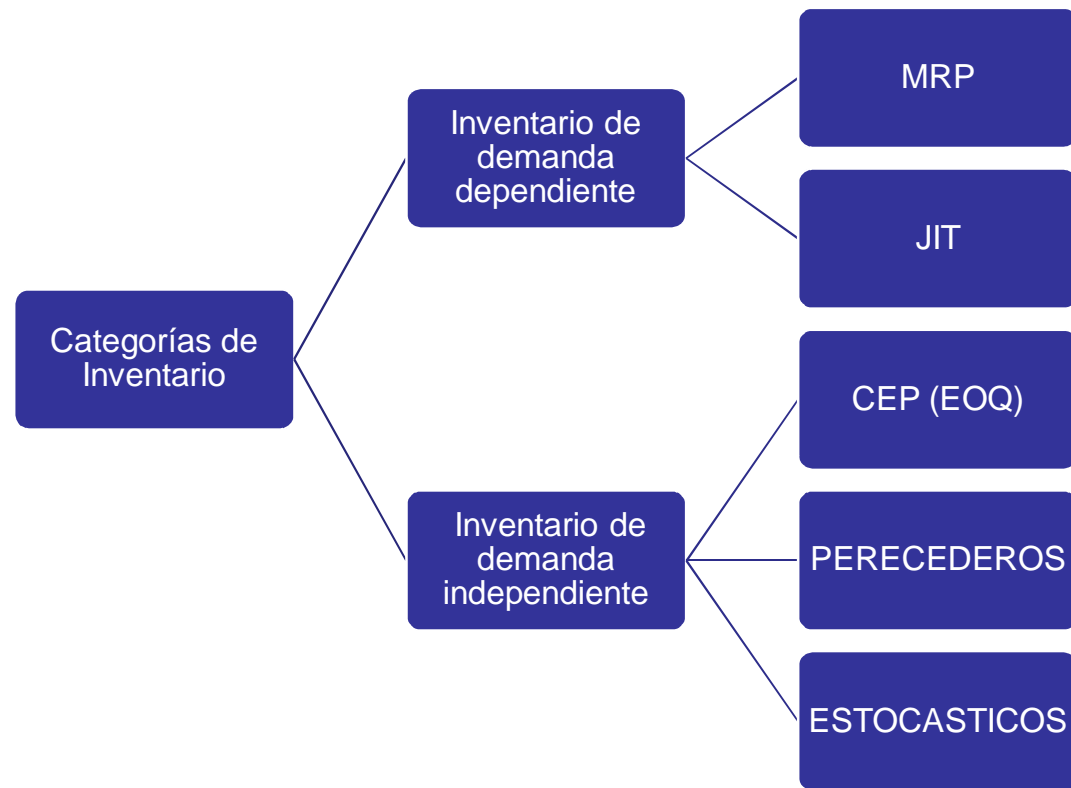 Categorías de
Inventario
Inventario de
demanda
dependiente
MRP
JIT
Inventario de
demanda
independiente
CEP (EOQ)
PERECEDEROS
ESTOCASTICOS